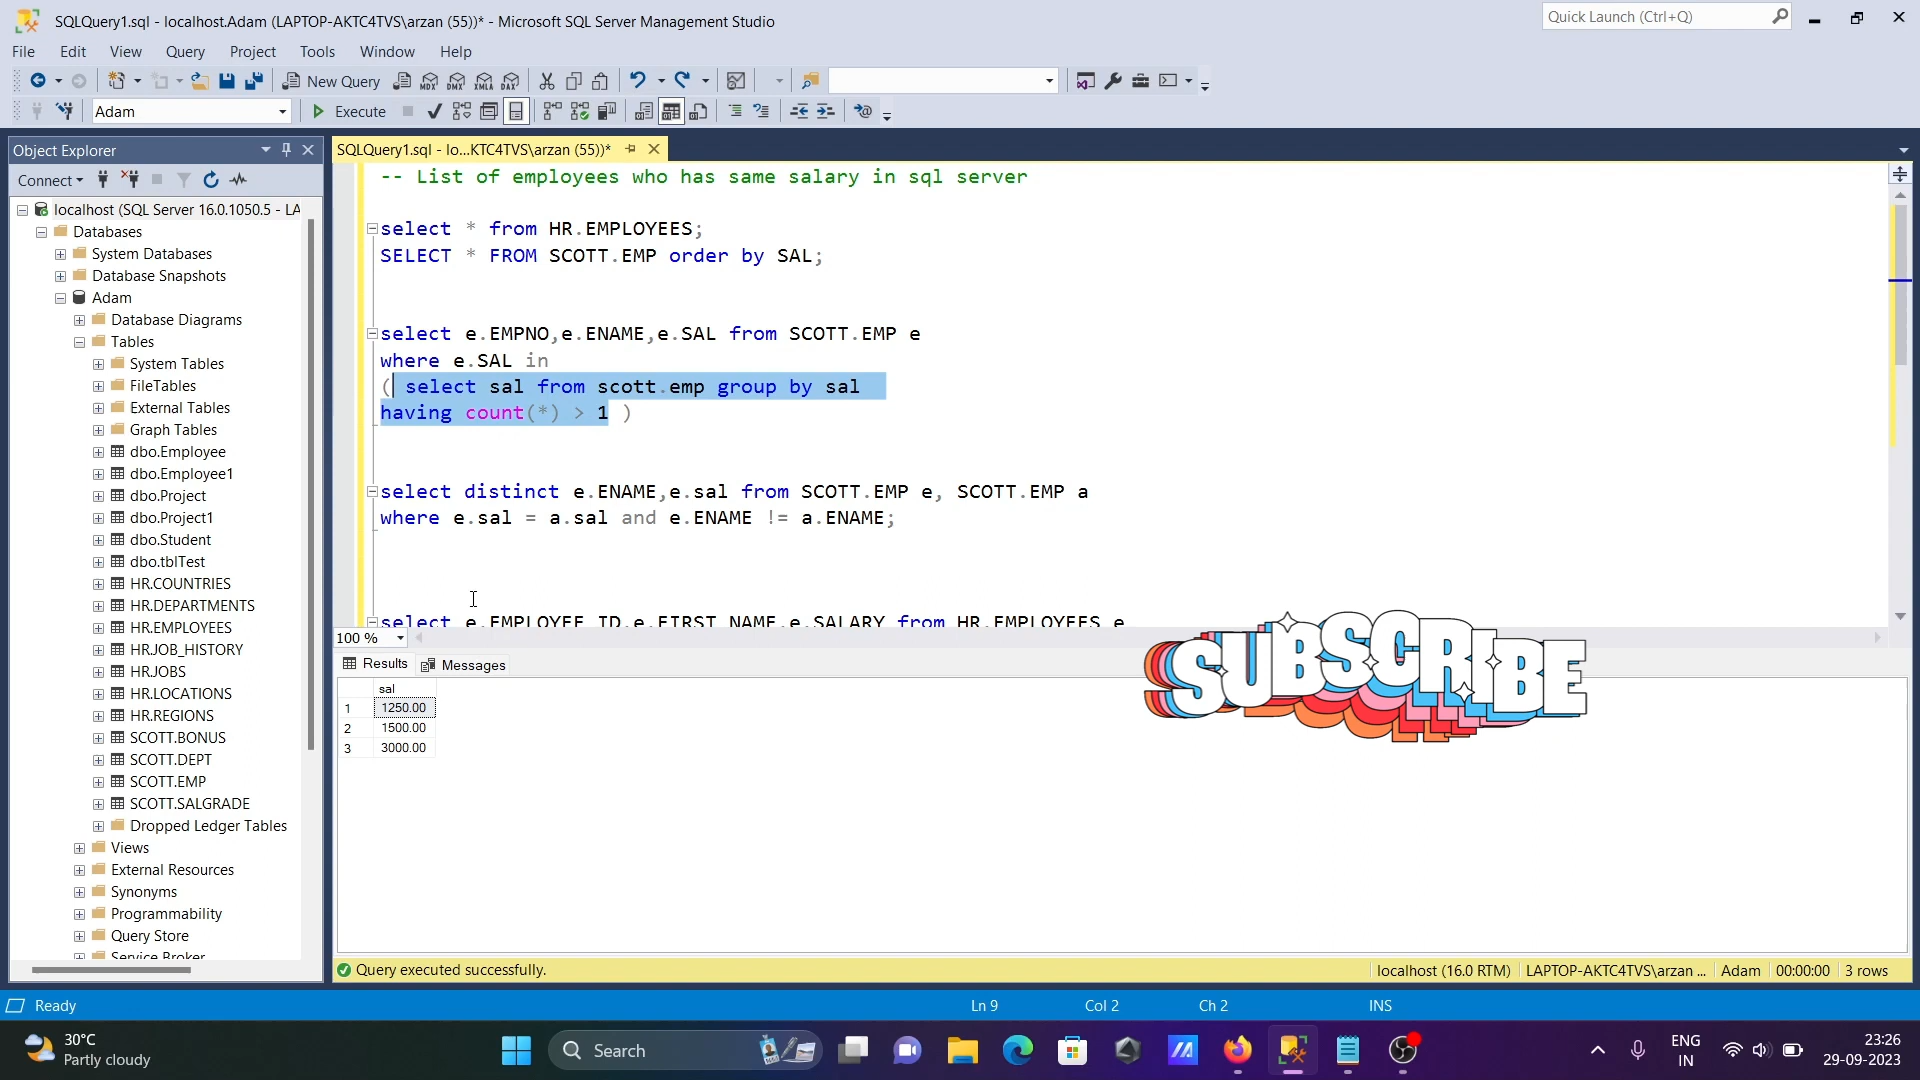 SQLQuery1.sql - localhost.Adam (LAPTOP-AKTC4TVS\arzan (55))* - Microsoft SQL Server Management Studio
Quick Launch (Ctrl+Q)
File Edit View Query Project Tools Window Help
New Query MDX DMX XMLA DAX
Adam Execute
Object Explorer
SQLQuery1.sql - lo...KTC4TVS\arzan (55))*
Connect
localhost (SQL Server 16.0.1050.5 - LA
Databases
System Databases
Database Snapshots
Adam
Database Diagrams
Tables
System Tables
FileTables
External Tables
Graph Tables
dbo.Employee
dbo.Employee1
dbo.Project
dbo.Project1
dbo.Student
dbo.tblTest
HR.COUNTRIES
HR.DEPARTMENTS
HR.EMPLOYEES
HR.JOB_HISTORY
HR.JOBS
HR.LOCATIONS
HR.REGIONS
SCOTT.BONUS
SCOTT.DEPT
SCOTT.EMP
SCOTT.SALGRADE
Dropped Ledger Tables
Views
External Resources
Synonyms
Programmability
Query Store
Service Broker
-- List of employees who has same salary in sql server
select * from HR.EMPLOYEES;
SELECT * FROM SCOTT.EMP order by SAL;
select e.EMPNO,e.ENAME,e.SAL from SCOTT.EMP e
where e.SAL in
( select sal from scott.emp group by sal
having count(*) > 1 )
select distinct e.ENAME,e.sal from SCOTT.EMP e, SCOTT.EMP a
where e.sal = a.sal and e.ENAME != a.ENAME;
select e.EMPLOYEE_ID,e.FIRST_NAME,e.SALARY from HR.EMPLOYEES e
100 %
SUBSCRIBE
Results Messages
sal
1 1250.00
2 1500.00
3 3000.00
Query executed successfully.
localhost (16.0 RTM) LAPTOP-AKTC4TVS\arzan ... Adam 00:00:00 3 rows
Ready Ln 9 Col 2 Ch 2 INS
30°C
Partly cloudy
Search
ENG
IN
23:26
29-09-2023